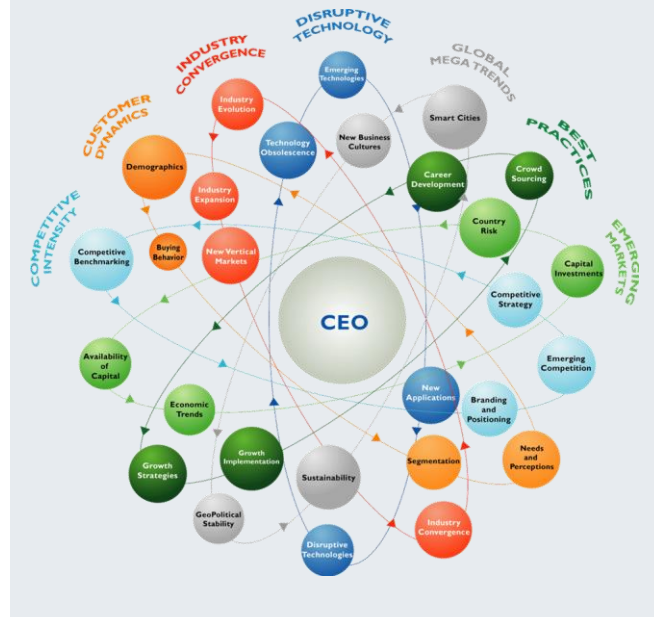 DISRUPTIVE
TECHNOLOGY
INDUSTRY
CONVERGENCE
GLOBAL
MEGA TRENDS
CUSTOMER
DYNAMICS
BEST
PRACTICES
COMPETITIVE
INTENSITY
EMERGING
MARKETS
Emerging
Technologies
Industry
Evolution
Smart Cities
Technology
Obsolescence
New Business
Cultures
Demographics
Career
Development
Crowd
Sourcing
Industry
Expansion
Country
Risk
Competitive
Benchmarking
Buying
Behavior
New Vertical
Markets
Capital
Investments
Competitive
Strategy
CEO
Availability
of
Capital
Emerging
Competition
New
Applications
Economic
Trends
Branding
and
Positioning
Growth
Strategies
Growth
Implementation
Sustainability
Segmentation
Needs
and
Perceptions
GeoPolitical
Stability
Industry
Convergence
Disruptive
Technologies